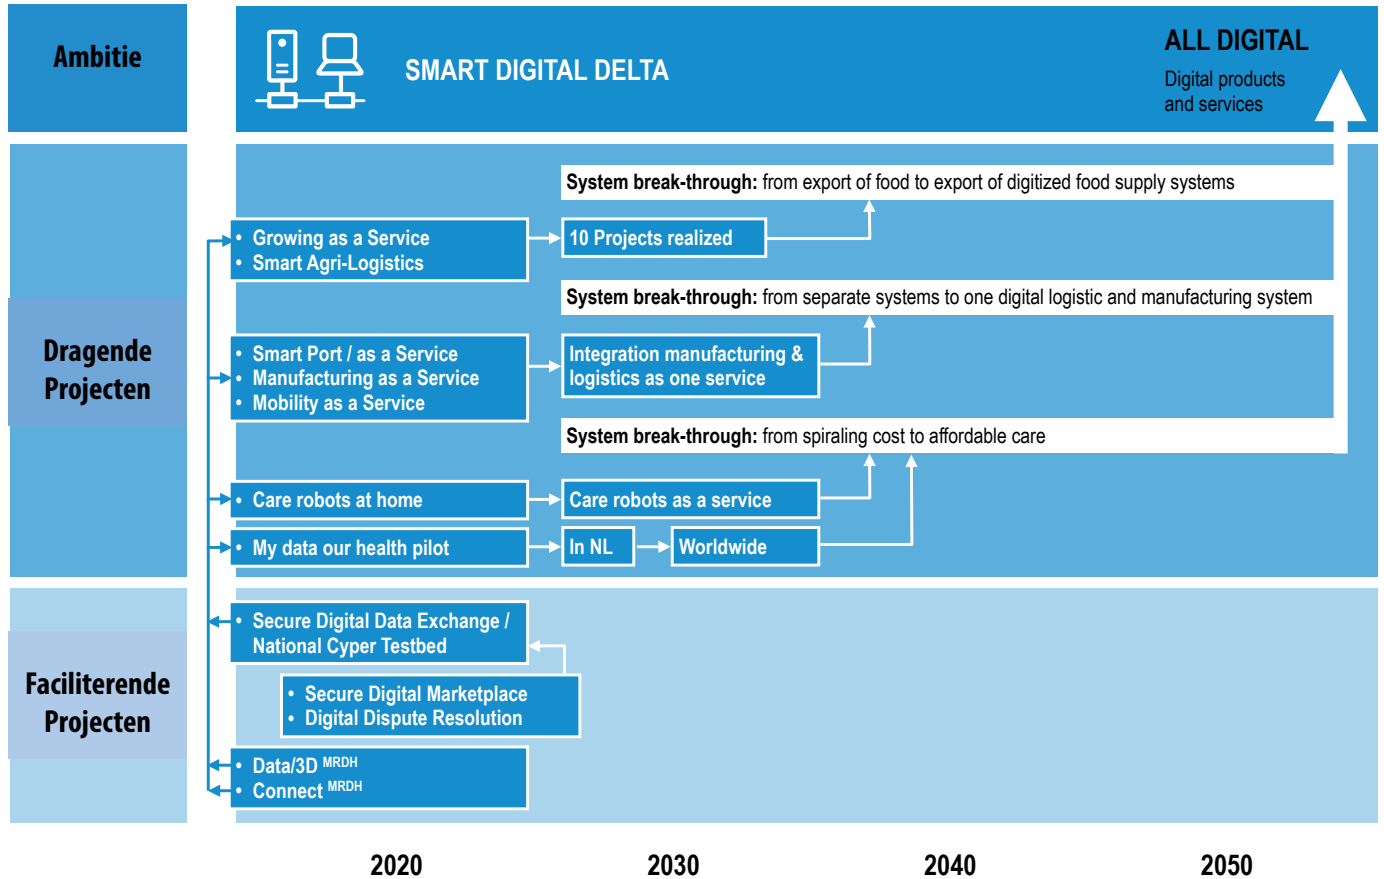 Ambitie
SMART DIGITAL DELTA
ALL DIGITAL
Digital products
and services
Dragende
Projecten
System break-through: from export of food to export of digitized food supply systems
• Growing as a Service
• Smart Agri-Logistics
10 Projects realized
System break-through: from separate systems to one digital logistic and manufacturing system
• Smart Port / as a Service
• Manufacturing as a Service
• Mobility as a Service
Integration manufacturing &
logistics as one service
System break-through: from spiraling cost to affordable care
• Care robots at home
Care robots as a service
• My data our health pilot
In NL
Worldwide
Faciliterende
Projecten
• Secure Digital Data Exchange /
National Cyper Testbed
• Secure Digital Marketplace
• Digital Dispute Resolution
• Data/3D MRDH
• Connect MRDH
2020
2030
2040
2050